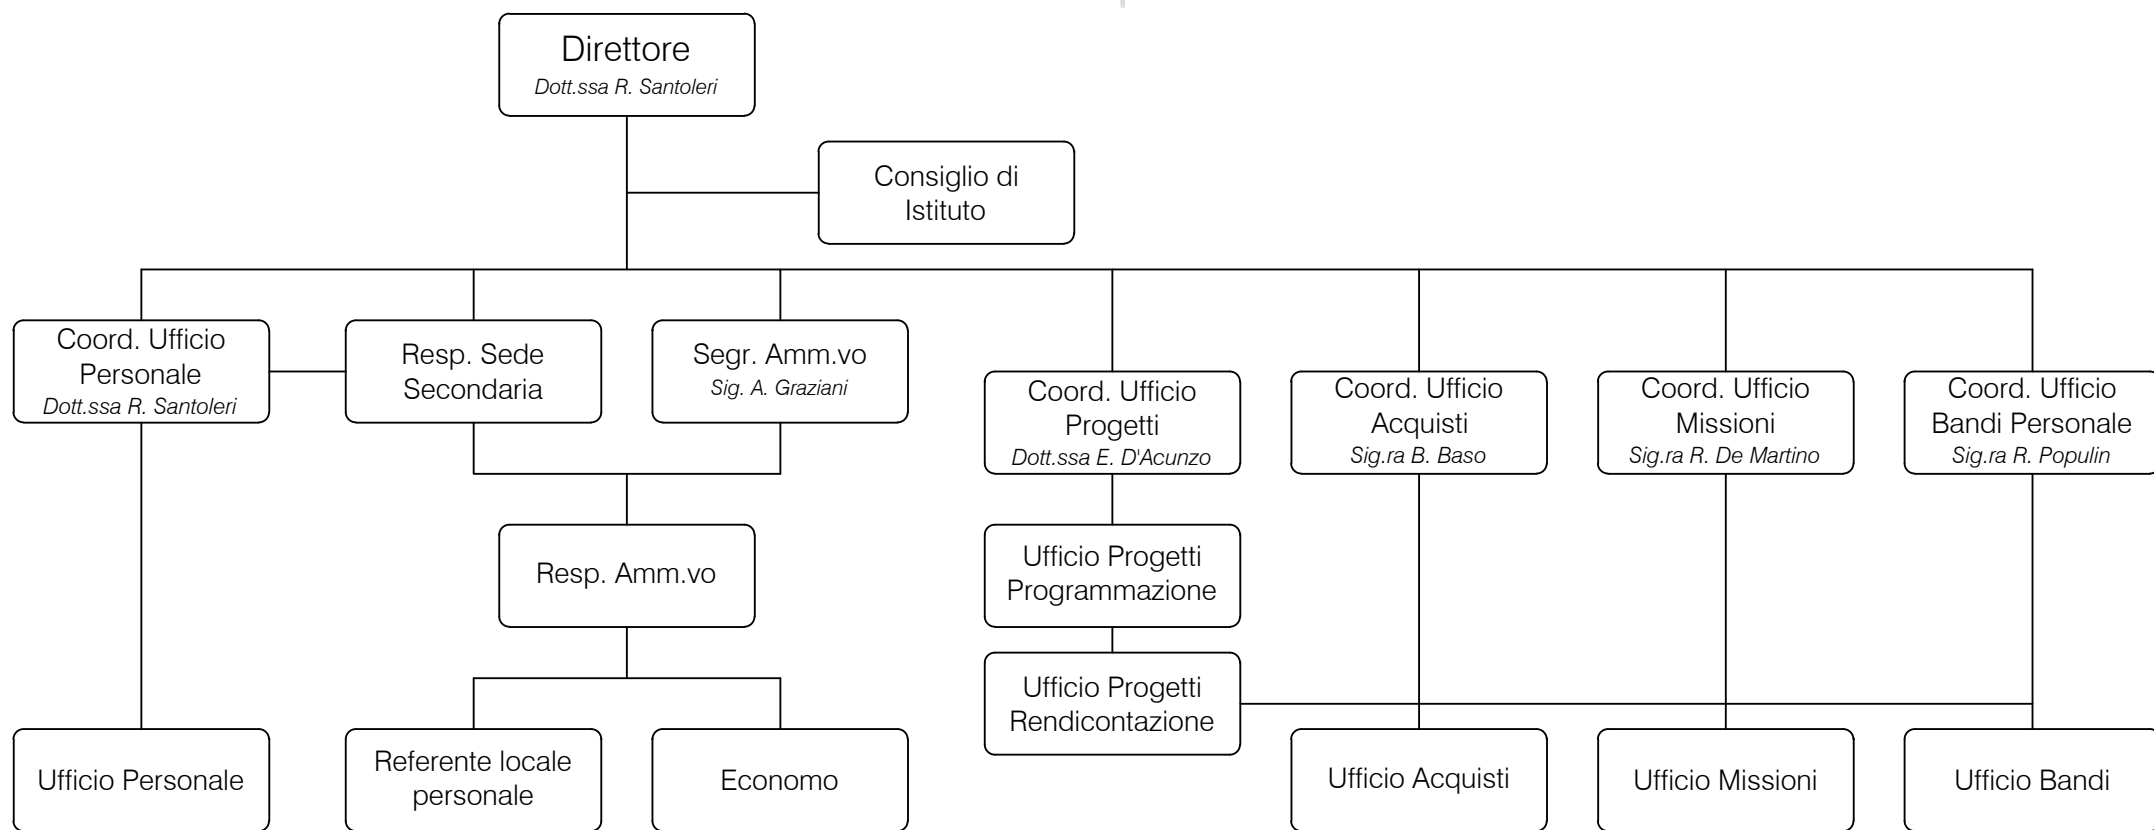 Direttore
Dott.ssa R. Santoleri
Consiglio di
Istituto
Coord. Ufficio
Personale
Dott.ssa R. Santoleri
Resp. Sede
Secondaria
Segr. Amm.vo
Sig. A. Graziani
Coord. Ufficio
Progetti
Dott.ssa E. D'Acunzo
Coord. Ufficio
Acquisti
Sig.ra B. Baso
Coord. Ufficio
Missioni
Sig.ra R. De Martino
Coord. Ufficio
Bandi Personale
Sig.ra R. Populin
Resp. Amm.vo
Ufficio Progetti
Programmazione
Ufficio Progetti
Rendicontazione
Ufficio Personale
Referente locale
personale
Economo
Ufficio Acquisti
Ufficio Missioni
Ufficio Bandi